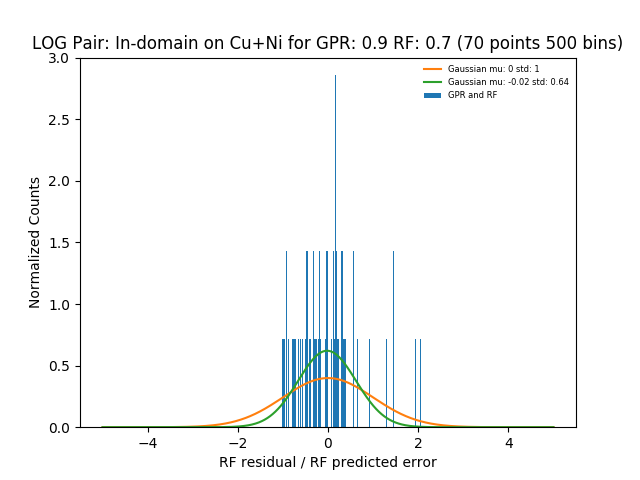 LOG Pair: In-domain on Cu+Ni for GPR: 0.9 RF: 0.7 (70 points 500 bins)
Gaussian mu: 0 std: 1
Gaussian mu: -0.02 std: 0.64
GPR and RF
Normalized Counts
3.0
2.5
2.0
1.5
1.0
0.5
0.0
−4 −2 0 2 4
RF residual / RF predicted error